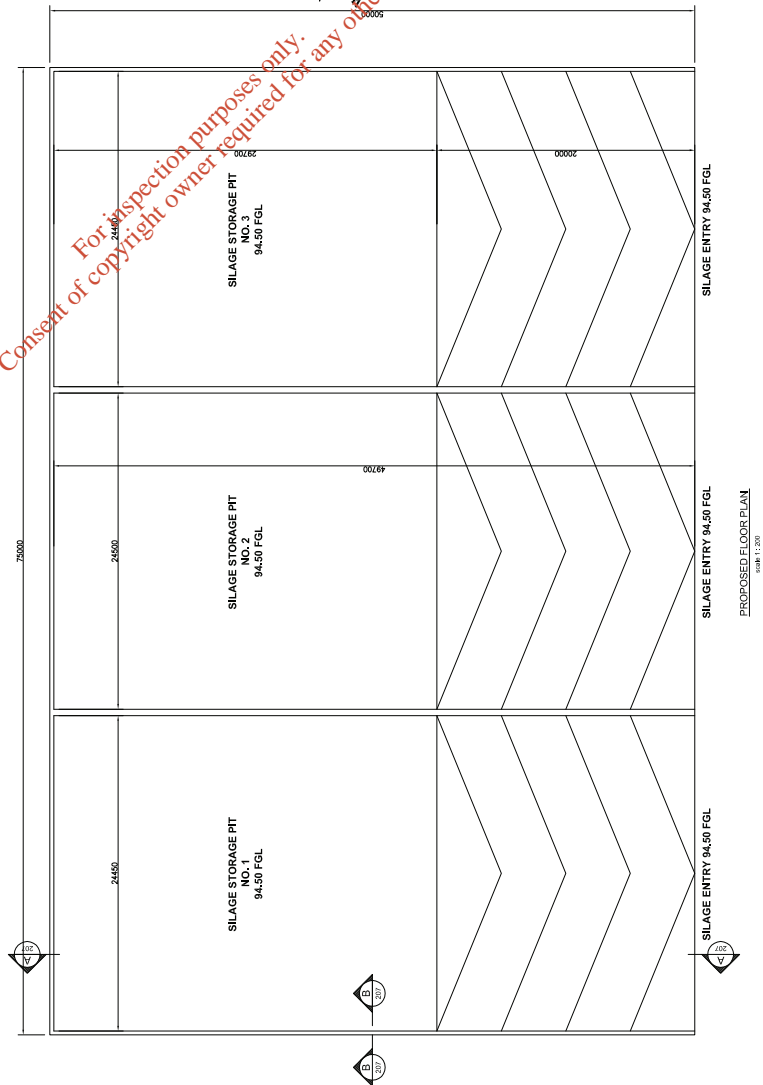 50000
For inspection purposes only.
Consent of copyright owner required for any othe
75000
29700
20000
SILAGE STORAGE PIT
NO. 3
94.50 FGL
SILAGE ENTRY 94.50 FGL
49700
24500
SILAGE STORAGE PIT
NO. 2
94.50 FGL
SILAGE ENTRY 94.50 FGL
24450
SILAGE STORAGE PIT
NO. 1
94.50 FGL
SILAGE ENTRY 94.50 FGL
PROPOSED FLOOR PLAN
scale 1 : 200
A
207
A
207
B
207
B
207